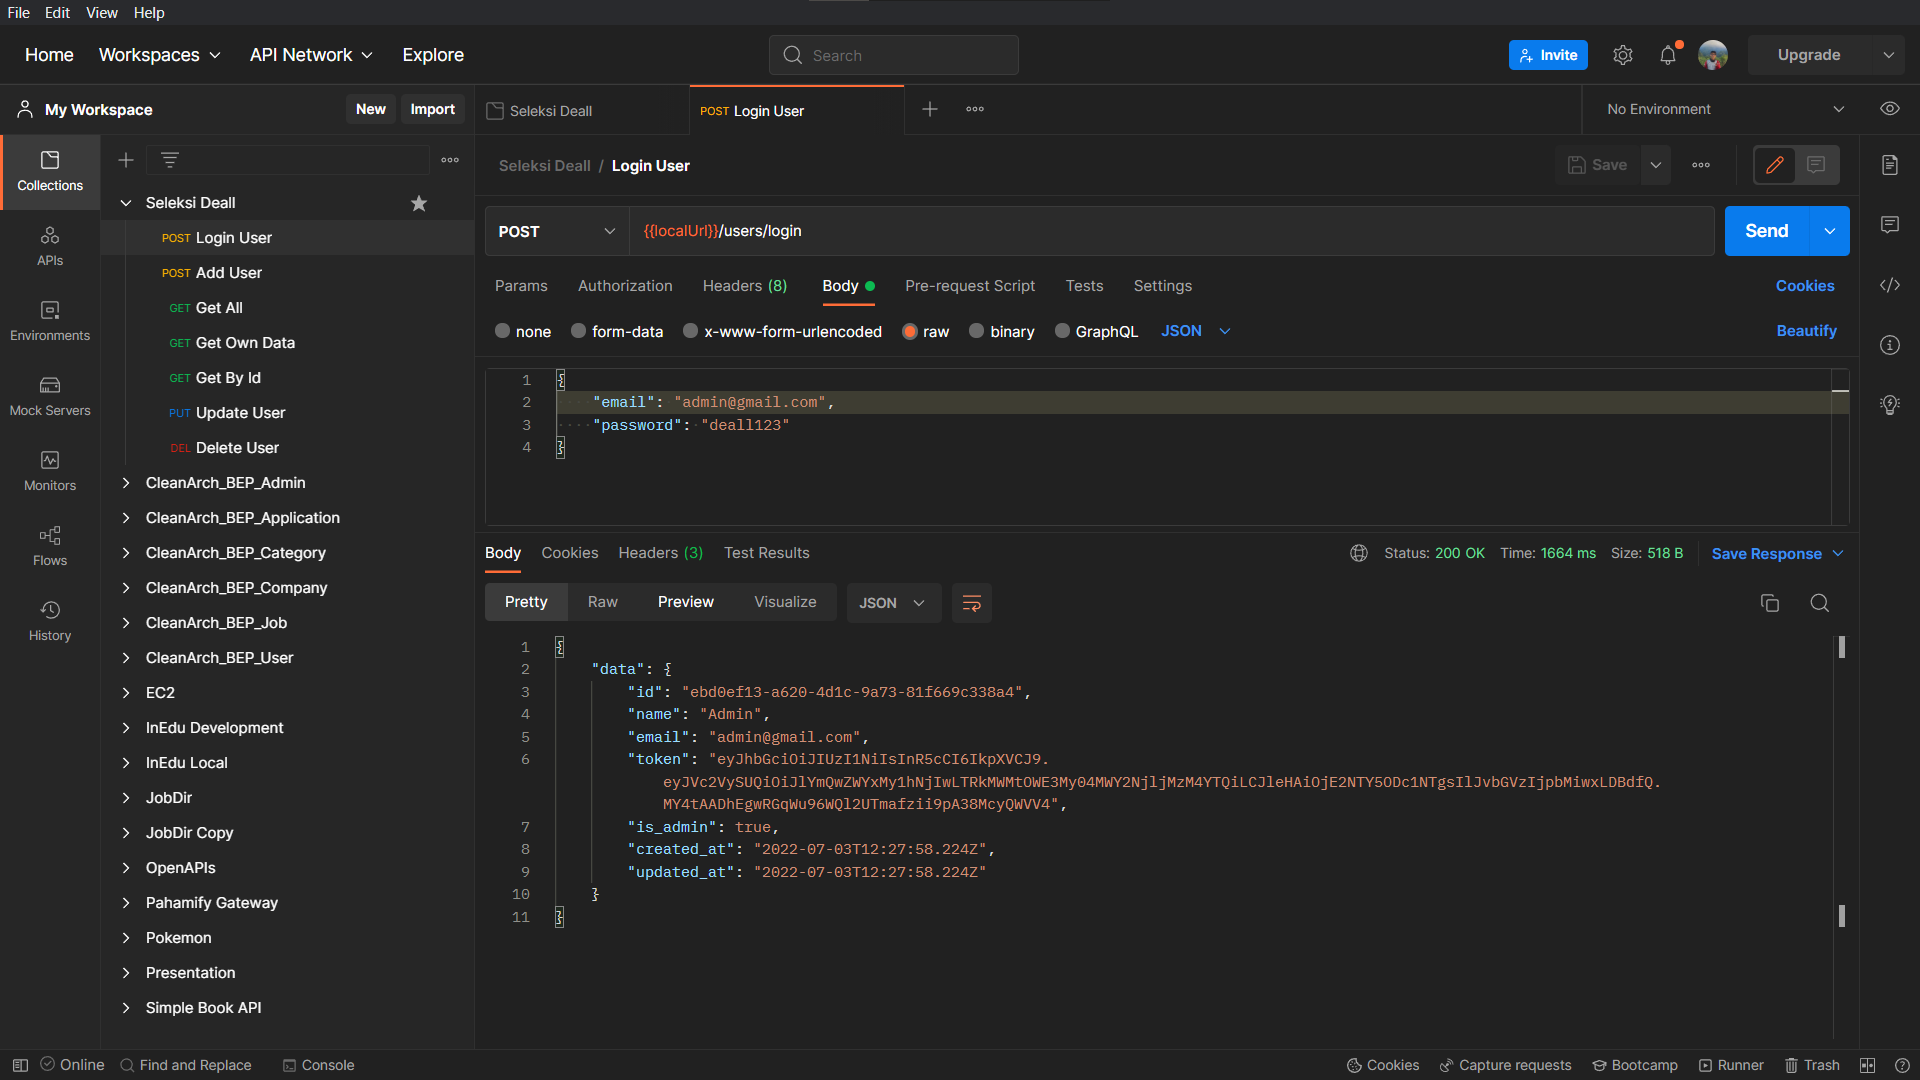 File Edit View Help
Home Workspaces API Network Explore Search Invite Upgrade
My Workspace New Import Seleksi Deall POST Login User No Environment
Collections
APIs
Environments
Mock Servers
Monitors
Flows
History
Seleksi Deall
POST Login User
POST Add User
GET Get All
GET Get Own Data
GET Get By Id
PUT Update User
DEL Delete User
CleanArch_BEP_Admin
CleanArch_BEP_Application
CleanArch_BEP_Category
CleanArch_BEP_Company
CleanArch_BEP_Job
CleanArch_BEP_User
EC2
InEdu Development
InEdu Local
JobDir
JobDir Copy
OpenAPIs
Pahamify Gateway
Pokemon
Presentation
Simple Book API
Seleksi Deall / Login User Save
POST {{localUrl}}/users/login Send
Params Authorization Headers (8) Body Pre-request Script Tests Settings Cookies
none form-data x-www-form-urlencoded raw binary GraphQL JSON Beautify
1 {
2 "email": "admin@gmail.com",
3 "password": "deall123"
4 }
Body Cookies Headers (3) Test Results Status: 200 OK Time: 1664 ms Size: 518 B Save Response
Pretty Raw Preview Visualize JSON
1 {
2 "data": {
3 "id": "ebd0ef13-a620-4d1c-9a73-81f669c338a4",
4 "name": "Admin",
5 "email": "admin@gmail.com",
6 "token": "eyJhbGciOiJIUzI1NiIsInR5cCI6IkpXVCJ9.
eyJVc2VySUQiOiJlYmQwZWYxMy1hNjIwLTRkMWMtOWE3My04MWY2NjljMzM4YTQiLCJleHAiOjE2NTY5ODc1NTgsIlJvbGVzIjpbMiwxLDBdfQ.
MY4tAADhEgwRGqWu96WQl2UTmafzii9pA38McyQWVV4",
7 "is_admin": true,
8 "created_at": "2022-07-03T12:27:58.224Z",
9 "updated_at": "2022-07-03T12:27:58.224Z"
10 }
11 }
Online Find and Replace Console Cookies Capture requests Bootcamp Runner Trash